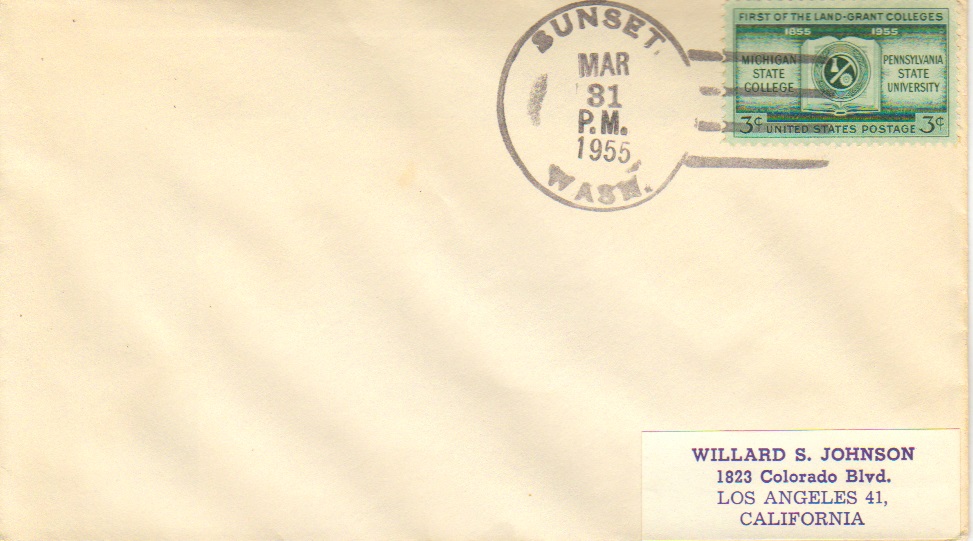 SUNSET,
MAR
31
P.M.
1955
WASH.
FIRST OF THE LAND-GRANT COLLEGES
1855 1955
MICHIGAN STATE COLLEGE
PENNSYLVANIA STATE UNIVERSITY
3¢ UNITED STATES POSTAGE 3¢
WILLARD S. JOHNSON
1823 Colorado Blvd.
LOS ANGELES 41,
CALIFORNIA